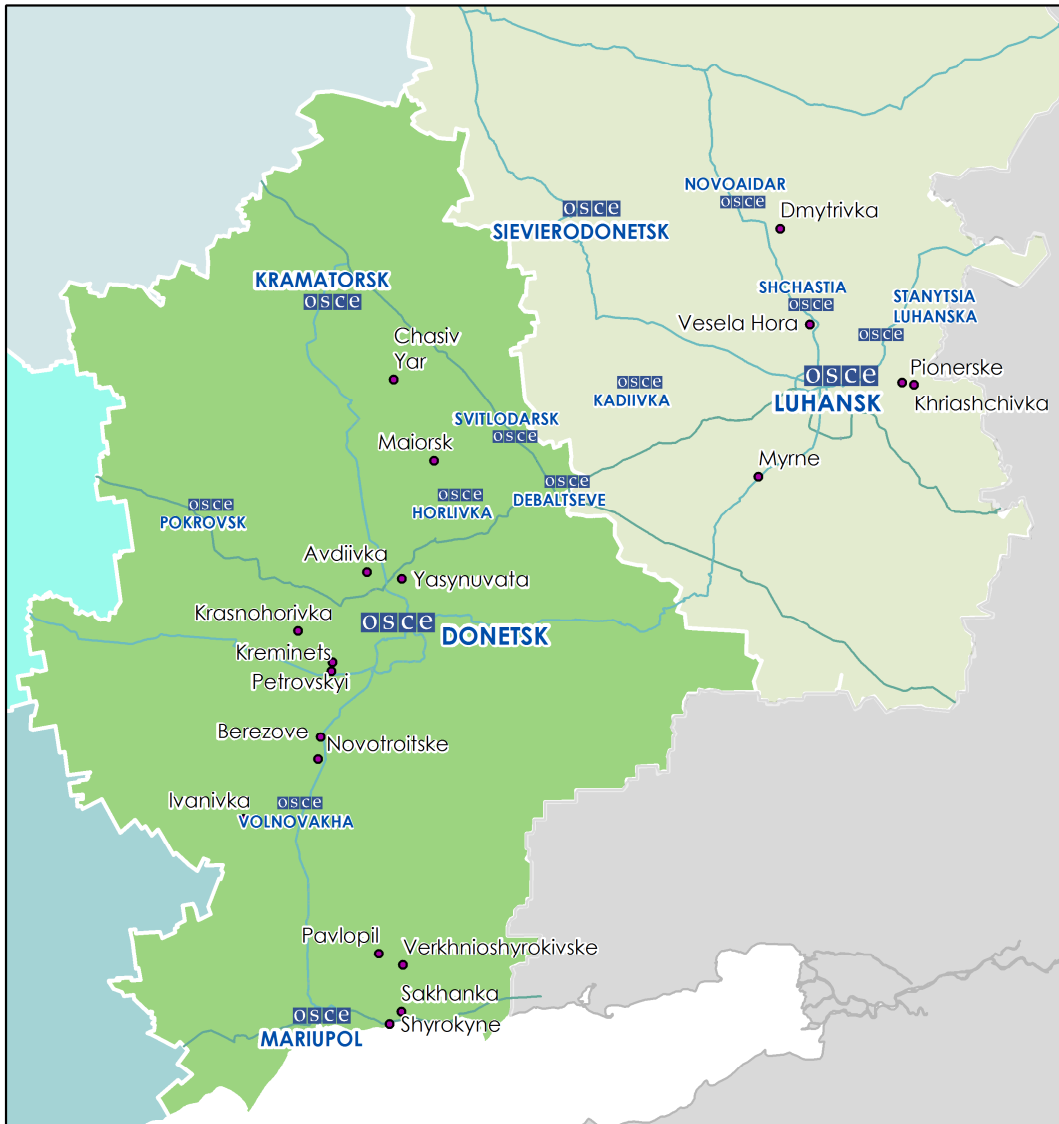 NOVOAIDAR
osce
Dmytrivka
osce
SIEVIERODONETSK
KRAMATORSK
osce
SHCHASTIA
osce
STANYTSIA
LUHANSKA
osce
Vesela Hora
Chasiv
Yar
osce
LUHANSK
Pionerske
Khriashchivka
osce
KADIIVKA
SVITLODARSK
osce
Maiorsk
Myrne
osce
DEBALTSEVE
osce
HORLIVKA
osce
POKROVSK
Avdiivka
Yasynuvata
Krasnohorivka
osce
DONETSK
Kreminets
Petrovskyi
Berezove
Novotroitske
Ivanivka
osce
VOLNOVAKHA
Pavlopil
Verkhnioshyrokivske
Sakhanka
Shyrokyne
osce
MARIUPOL